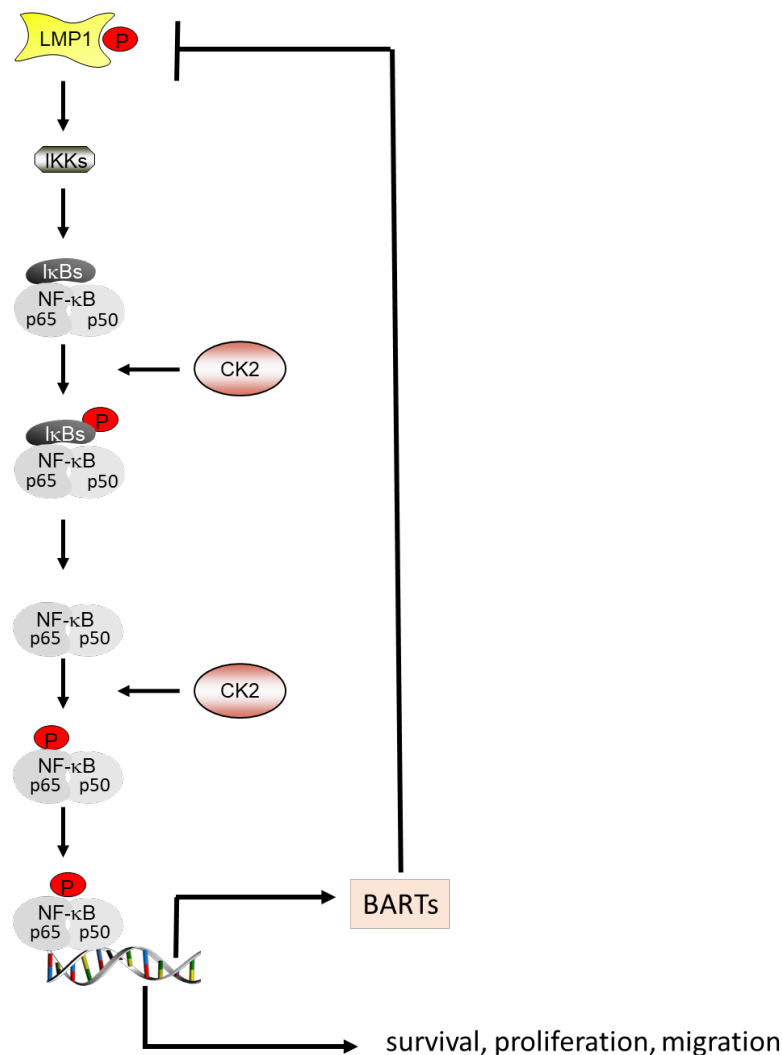 LMP1 P
IKKs
IκBs
NF-κB
p65 p50
CK2
P
IκBs
NF-κB
p65 p50
NF-κB
p65 p50
CK2
P
NF-κB
p65 p50
P
NF-κB
p65 p50
BARTs
survival, proliferation, migration